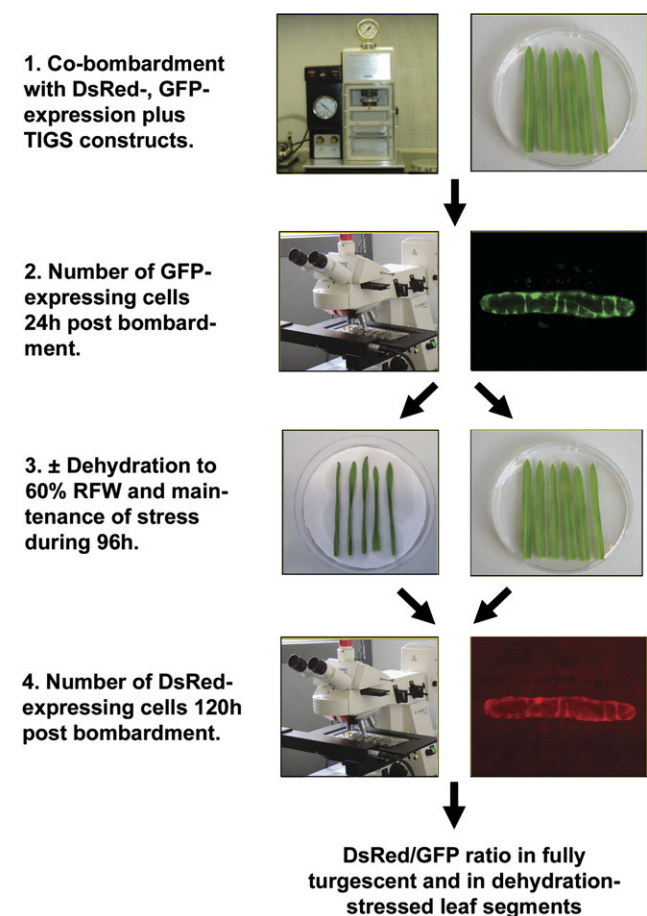 1. Co-bombardment
with DsRed-, GFP-
expression plus
TIGS constructs.
2. Number of GFP-
expressing cells
24h post bombard-
ment.
3. ± Dehydration to
60% RFW and main-
tenance of stress
during 96h.
4. Number of DsRed-
expressing cells 120h
post bombardment.
DsRed/GFP ratio in fully
turgescent and in dehydration-
stressed leaf segments